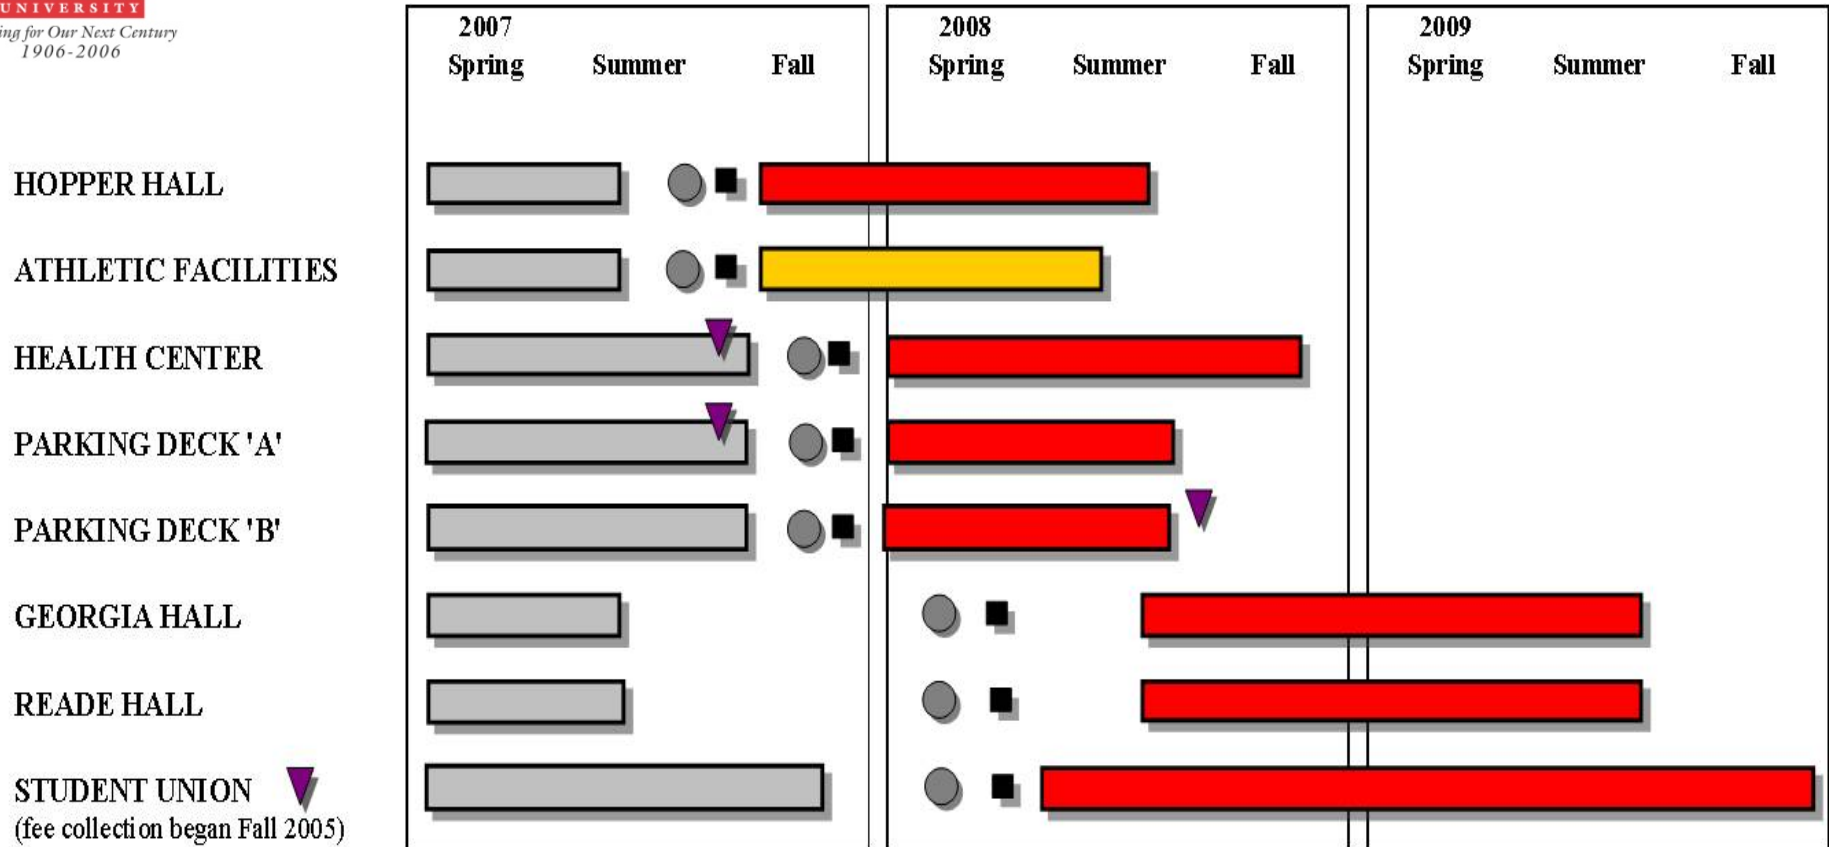 UNIVERSITY
ing for Our Next Century
1906-2006
2007
Spring Summer Fall
2008
Spring Summer Fall
2009
Spring Summer Fall
HOPPER HALL
ATHLETIC FACILITIES
HEALTH CENTER
PARKING DECK 'A'
PARKING DECK 'B'
GEORGIA HALL
READE HALL
STUDENT UNION
(fee collection began Fall 2005)